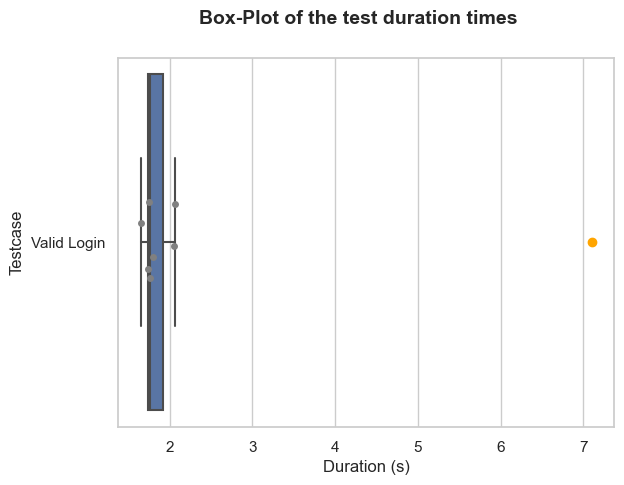 Box-Plot of the test duration times
Testcase
Valid Login
2 3 4 5 6 7
Duration (s)